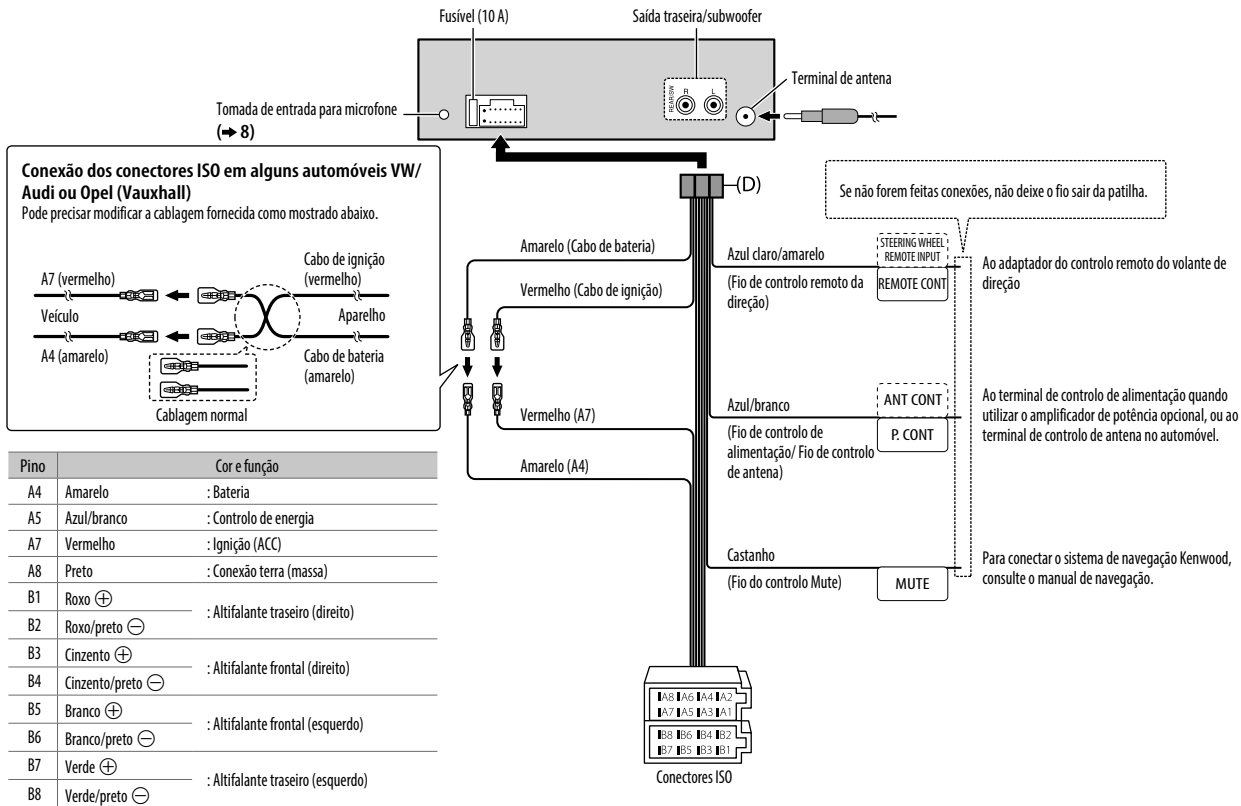 Fusível (10 A)
Saída traseira/subwoofer
Terminal de antena
Tomada de entrada para microfone
(➜ 8)
REAR/SW
R
L
Conexão dos conectores ISO em alguns automóveis VW/
Audi ou Opel (Vauxhall)
Pode precisar modificar a cablagem fornecida como mostrado abaixo.
A7 (vermelho)
Cabo de ignição
(vermelho)
Veículo
Aparelho
A4 (amarelo)
Cabo de bateria
(amarelo)
Cablagem normal
(D)
Se não forem feitas conexões, não deixe o fio sair da patilha.
Amarelo (Cabo de bateria)
Vermelho (Cabo de ignição)
Vermelho (A7)
Amarelo (A4)
Azul claro/amarelo
(Fio de controlo remoto da
direção)
STEERING WHEEL
REMOTE INPUT
REMOTE CONT
Ao adaptador do controlo remoto do volante de
direção
Azul/branco
(Fio de controlo de
alimentação/ Fio de controlo
de antena)
ANT CONT
P. CONT
Ao terminal de controlo de alimentação quando
utilizar o amplificador de potência opcional, ou ao
terminal de controlo de antena no automóvel.
Castanho
(Fio do controlo Mute)
MUTE
Para conectar o sistema de navegação Kenwood,
consulte o manual de navegação.
Pino Cor e função
A4 Amarelo : Bateria
A5 Azul/branco : Controlo de energia
A7 Vermelho : Ignição (ACC)
A8 Preto : Conexão terra (massa)
B1 Roxo ⊕ : Altifalante traseiro (direito)
B2 Roxo/preto ⊖
B3 Cinzento ⊕ : Altifalante frontal (direito)
B4 Cinzento/preto ⊖
B5 Branco ⊕ : Altifalante frontal (esquerdo)
B6 Branco/preto ⊖
B7 Verde ⊕ : Altifalante traseiro (esquerdo)
B8 Verde/preto ⊖
A8 A6 A4 A2
A7 A5 A3 A1
B8 B6 B4 B2
B7 B5 B3 B1
Conectores ISO